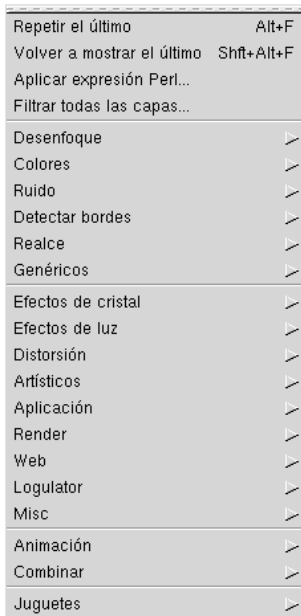 Repetir el último Alt+F
Volver a mostrar el último Shft+Alt+F
Aplicar expresión Perl...
Filtrar todas las capas...
Desenfoque
Colores
Ruido
Detectar bordes
Realce
Genéricos
Efectos de cristal
Efectos de luz
Distorsión
Artísticos
Aplicación
Render
Web
Logulator
Misc
Animación
Combinar
Juguetes